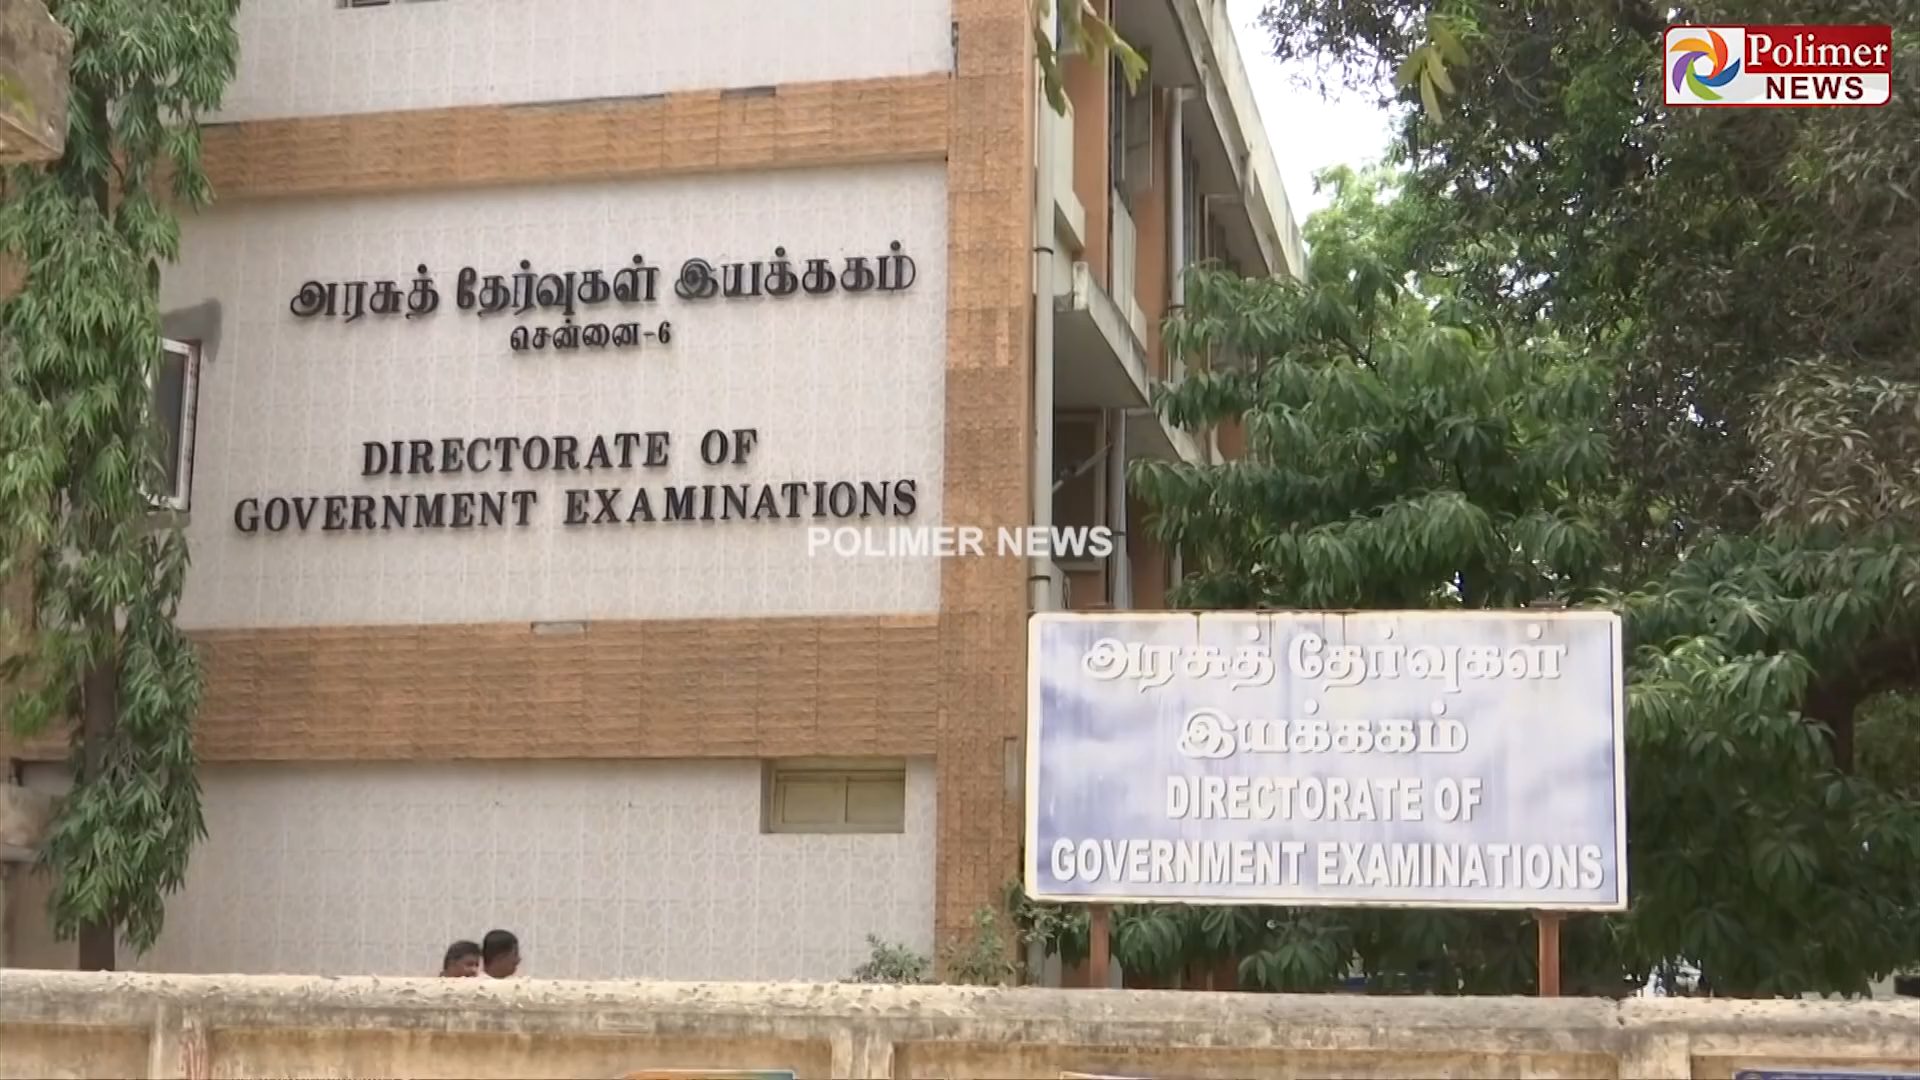 Polimer
NEWS
அரசுத் தேர்வுகள் இயக்ககம்
சென்னை-6
DIRECTORATE OF
GOVERNMENT EXAMINATIONS
POLIMER NEWS
அரசுத் தேர்வுகள்
இயக்ககம்
DIRECTORATE OF
GOVERNMENT EXAMINATIONS